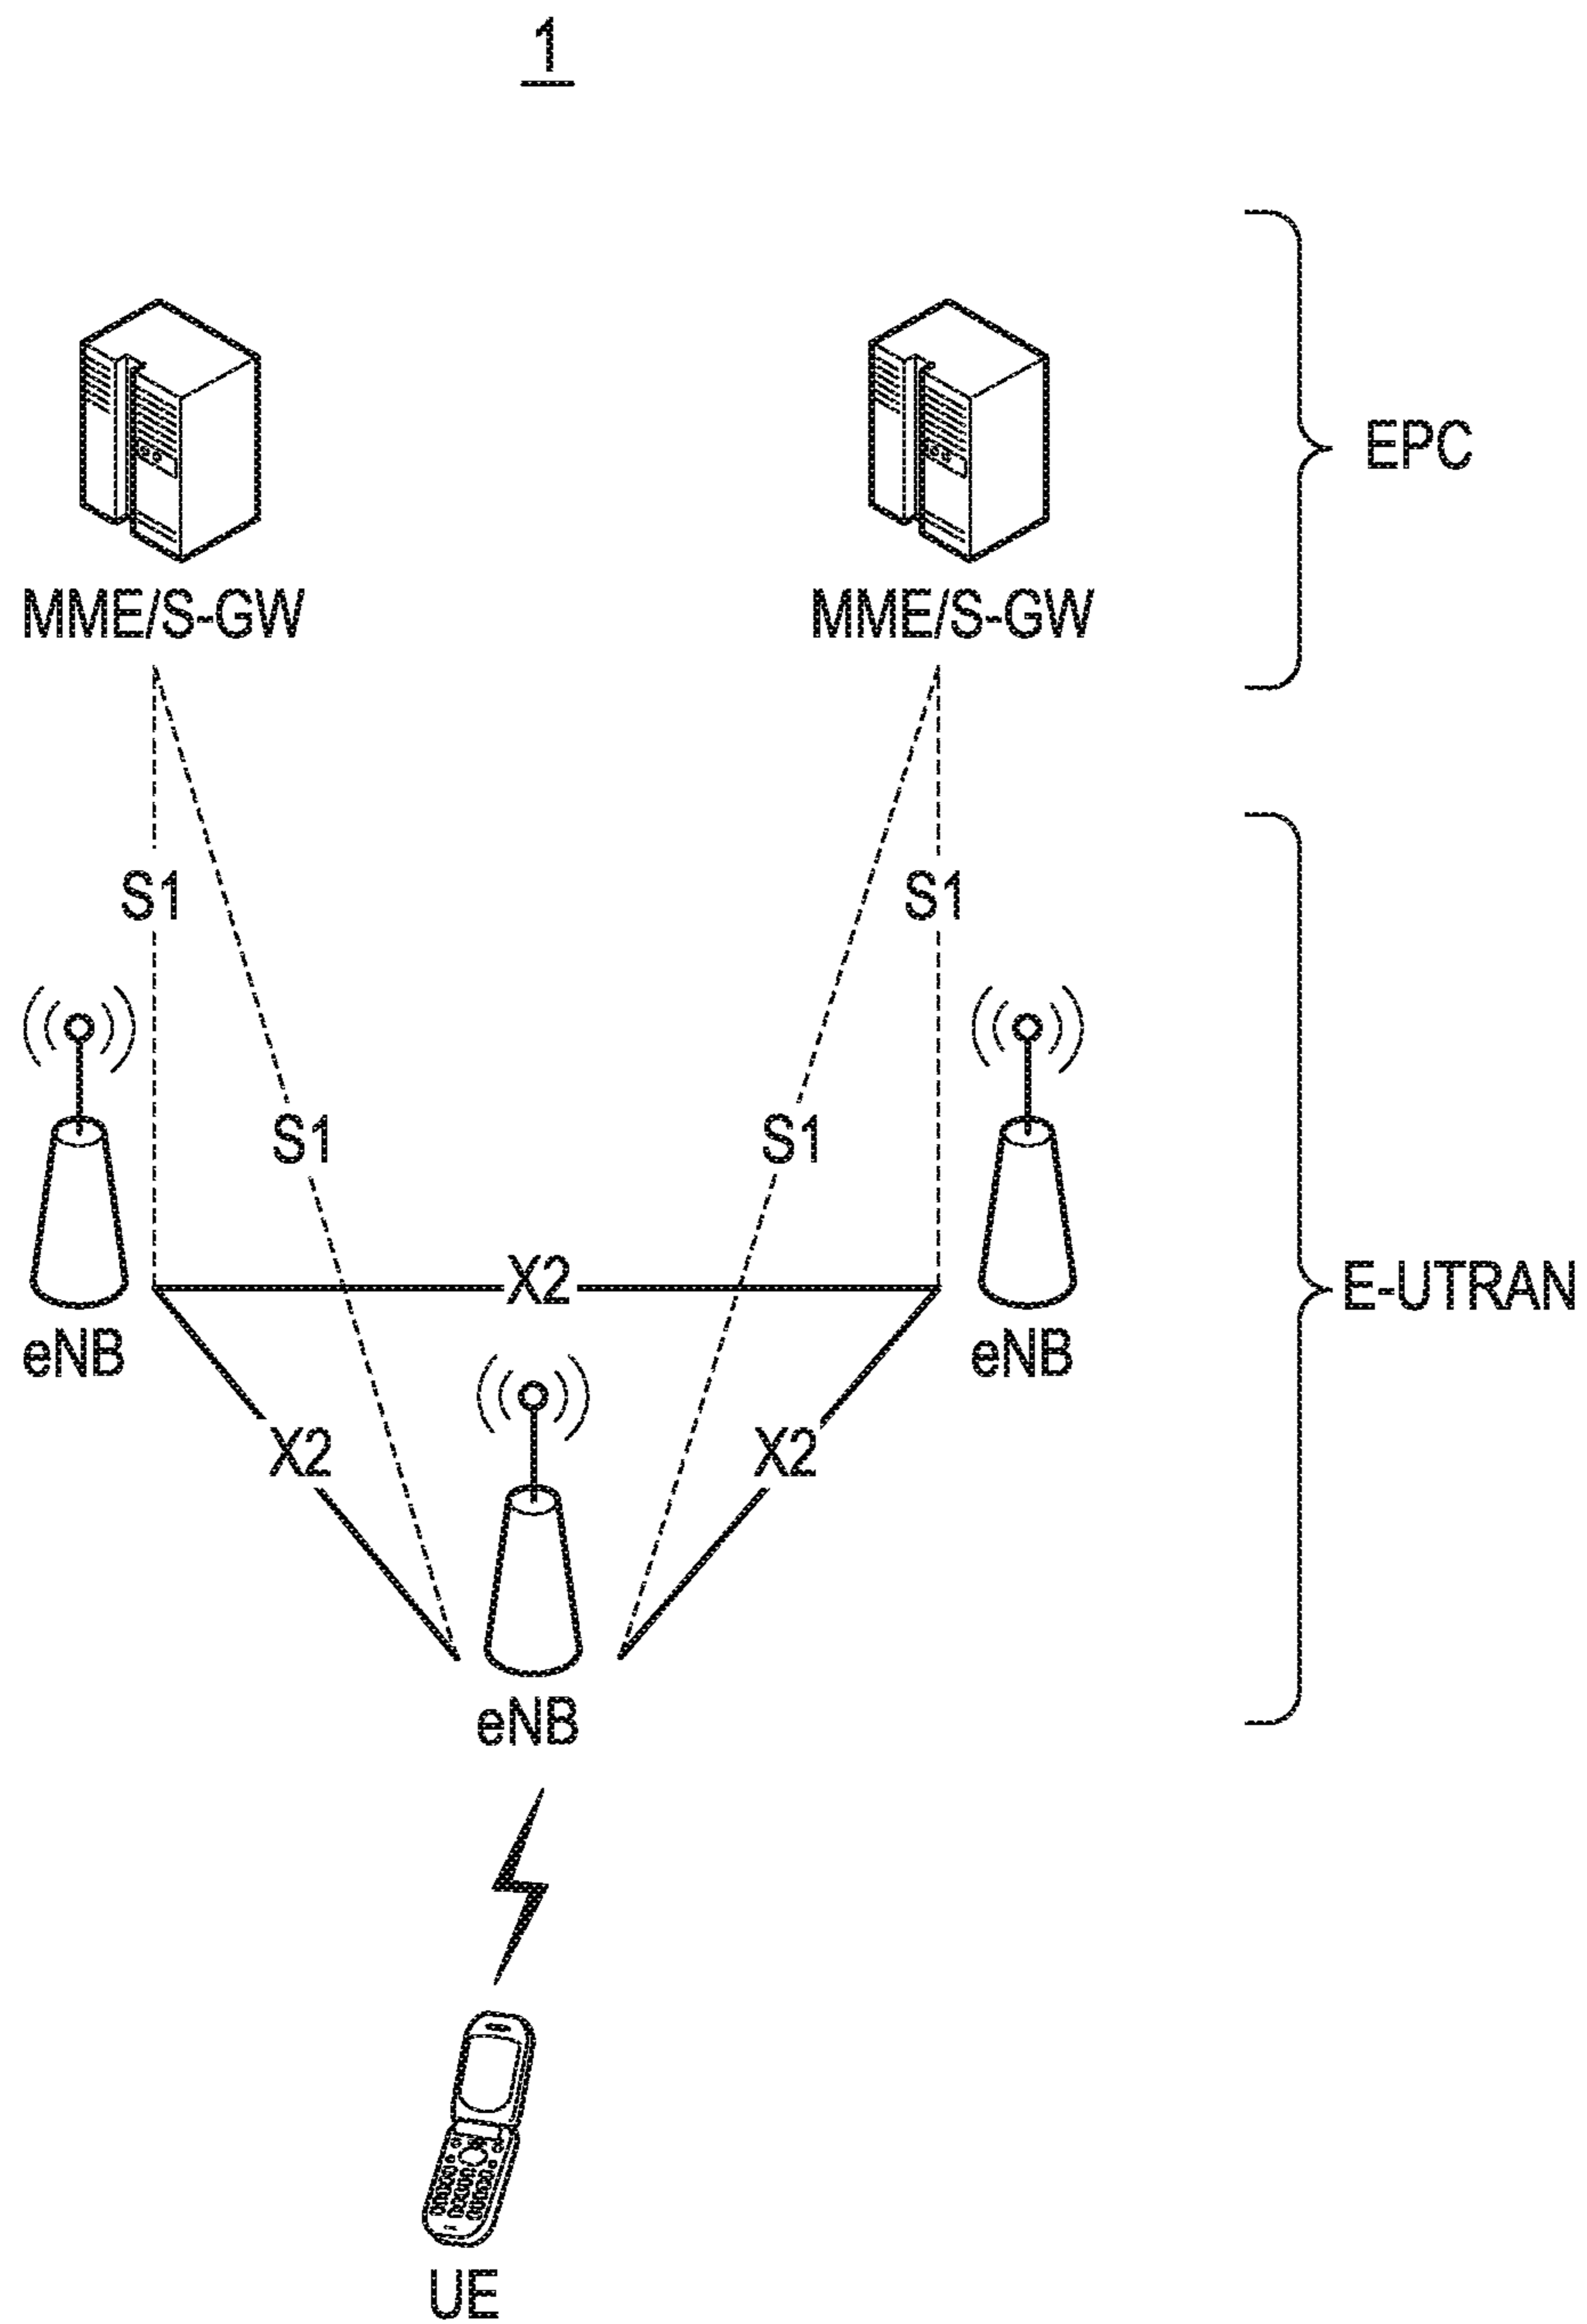 1
EPC
MME/S-GW
MME/S-GW
S1
S1
S1
S1
X2
E-UTRAN
eNB
eNB
X2
X2
eNB
UE